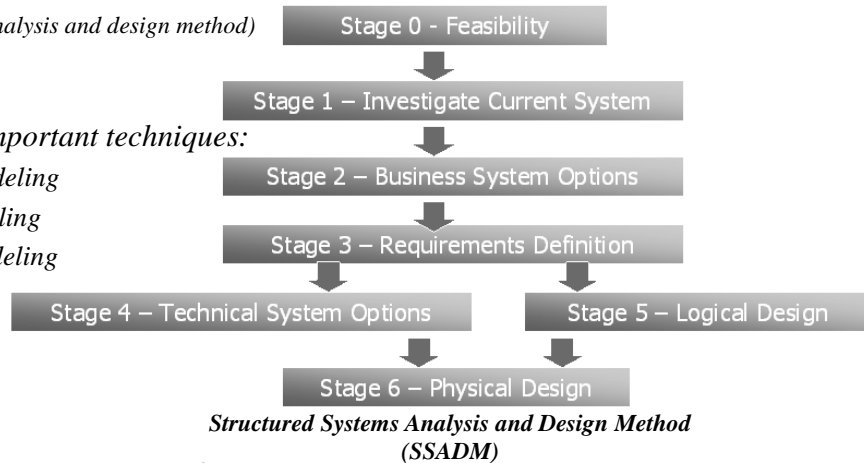 nalysis and design method)
Stage 0 - Feasibility
Stage 1 – Investigate Current System
mportant techniques:
deling
Stage 2 – Business System Options
ling
Stage 3 – Requirements Definition
deling
Stage 4 – Technical System Options
Stage 5 – Logical Design
Stage 6 – Physical Design
Structured Systems Analysis and Design Method
(SSADM)